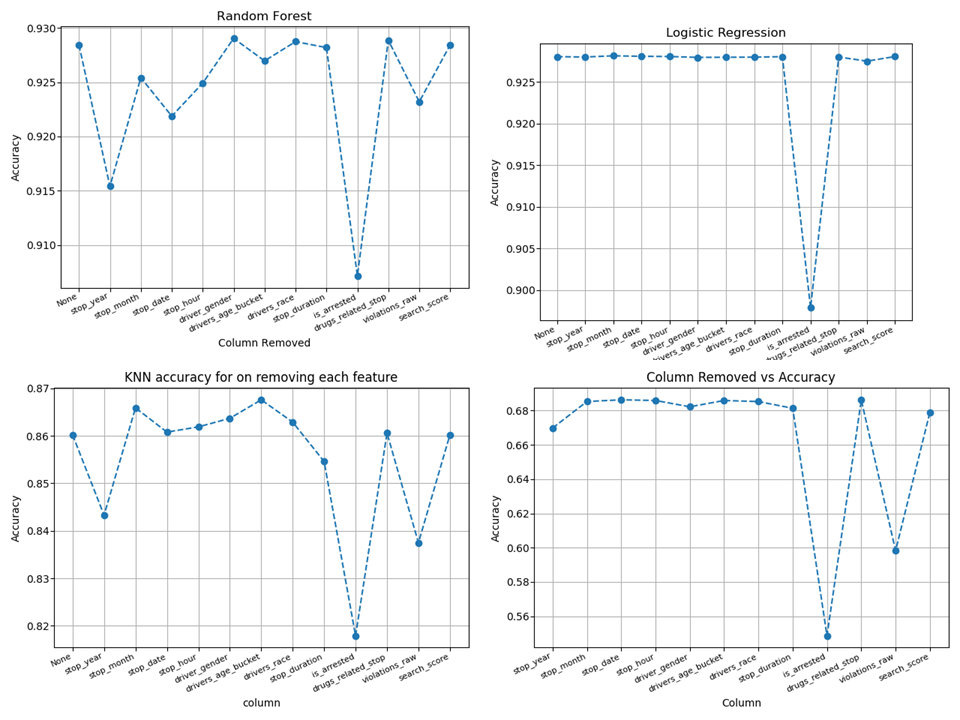 Random Forest
0.930
0.925
0.920
0.915
0.910
Accuracy
None
stop_year
stop_month
stop_date
stop_hour
driver_gender
drivers_age_bucket
drivers_race
stop_duration
is_arrested
drugs_related_stop
violations_raw
search_score
Column Removed
Logistic Regression
0.925
0.920
0.915
0.910
0.905
0.900
Accuracy
None
stop_year
stop_month
stop_date
stop_hour
driver_gender
drivers_age_bucket
drivers_race
stop_duration
is_arrested
drugs_related_stop
violations_raw
search_score
KNN accuracy for on removing each feature
0.87
0.86
0.85
0.84
0.83
0.82
Accuracy
None
stop_year
stop_month
stop_date
stop_hour
driver_gender
drivers_age_bucket
drivers_race
stop_duration
is_arrested
drugs_related_stop
violations_raw
search_score
column
Column Removed vs Accuracy
0.68
0.66
0.64
0.62
0.60
0.58
0.56
Accuracy
stop_year
stop_month
stop_date
stop_hour
driver_gender
drivers_age_bucket
drivers_race
stop_duration
is_arrested
drugs_related_stop
violations_raw
search_score
Column